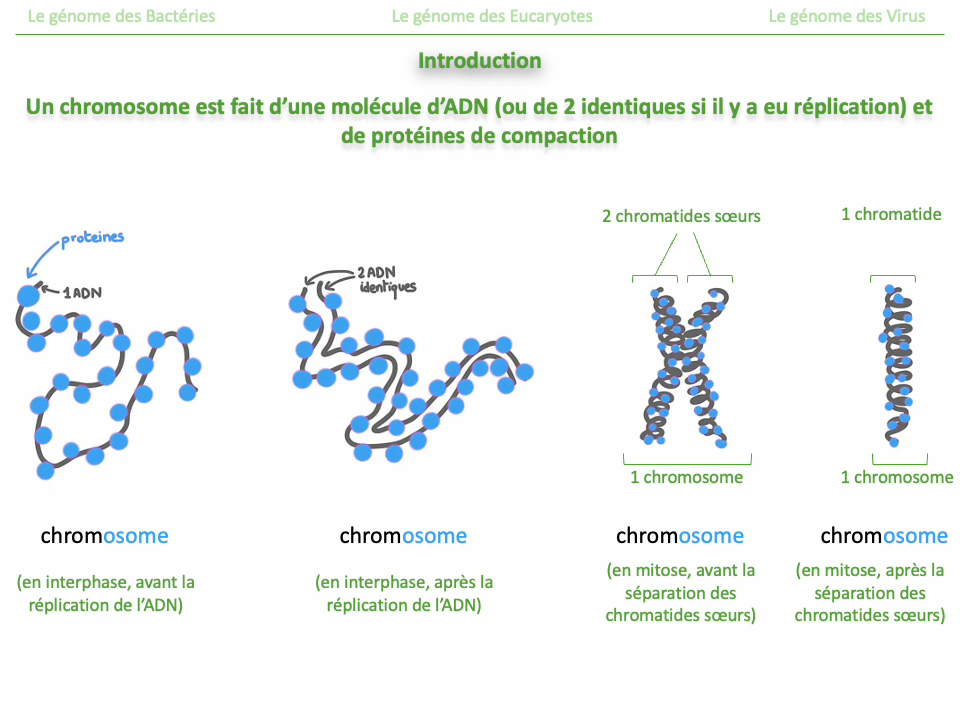 Le génome des Bactéries
Le génome des Eucaryotes
Le génome des Virus
Introduction
Un chromosome est fait d'une molécule d'ADN (ou de 2 identiques si il y a eu réplication) et
de protéines de compaction
proteines
1 ADN
2 ADN
identiques
2 chromatides sœurs
1 chromatide
1 chromosome
1 chromosome
chromosome
(en interphase, avant la
réplication de l'ADN)
chromosome
(en interphase, après la
réplication de l'ADN)
chromosome
(en mitose, avant la
séparation des
chromatides sœurs)
chromosome
(en mitose, après la
séparation des
chromatides sœurs)